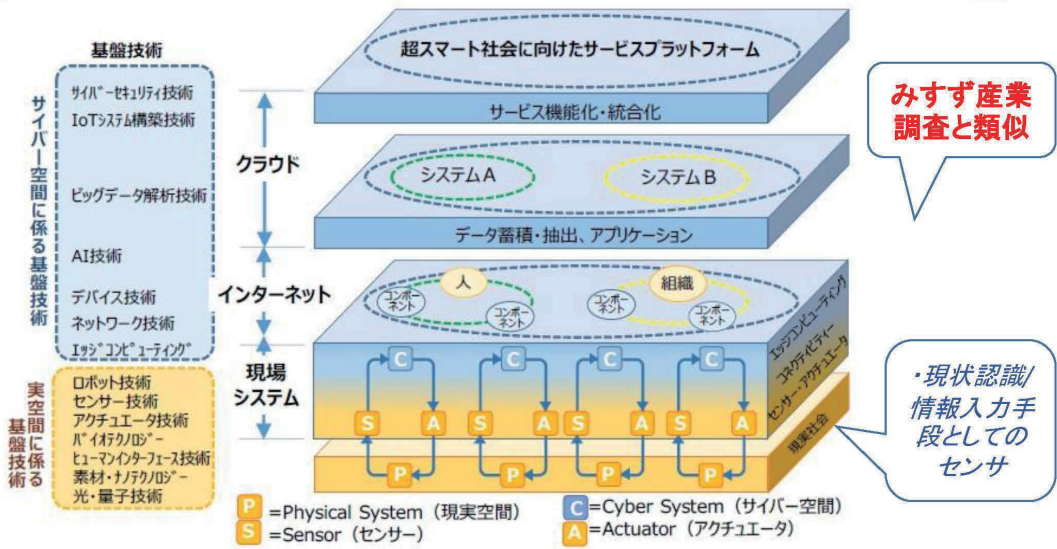 基盤技術
サイバー空間に係る基盤技術
ｻｲﾊﾞｰｾｷｭﾘﾃｨ技術
IoTｼｽﾃﾑ構築技術
ビッグデータ解析技術
AI技術
デバイス技術
ネットワーク技術
ｴｯｼﾞｺﾝﾋﾟｭｰﾃｨﾝｸﾞ
実空間に係る
基盤技術
ロボット技術
センサー技術
アクチュエータ技術
ﾊﾞｲｵﾃｸﾉﾛｼﾞｰ
ﾋｭｰﾏﾝｲﾝﾀｰﾌｪｰｽ技術
素材・ﾅﾉﾃｸﾉﾛｼﾞｰ
光・量子技術
クラウド
インターネット
現場
システム
超スマート社会に向けたサービスプラットフォーム
サービス機能化・統合化
システムA
システムB
データ蓄積・抽出、アプリケーション
人
組織
コンポー
ネント
コンポー
ネント
コンポー
ネント
コンポー
ネント
エッジコンピューティング
コネクティビティー
センサー・アクチュエータ
C
C
C
C
S
A
S
A
S
A
S
A
P
P
P
P
現実社会
P =Physical System（現実空間）
C =Cyber System（サイバー空間）
S =Sensor（センサー）
A =Actuator（アクチュエータ）
みすず産業
調査と類似
・現状認識/
情報入力手
段としての
センサ